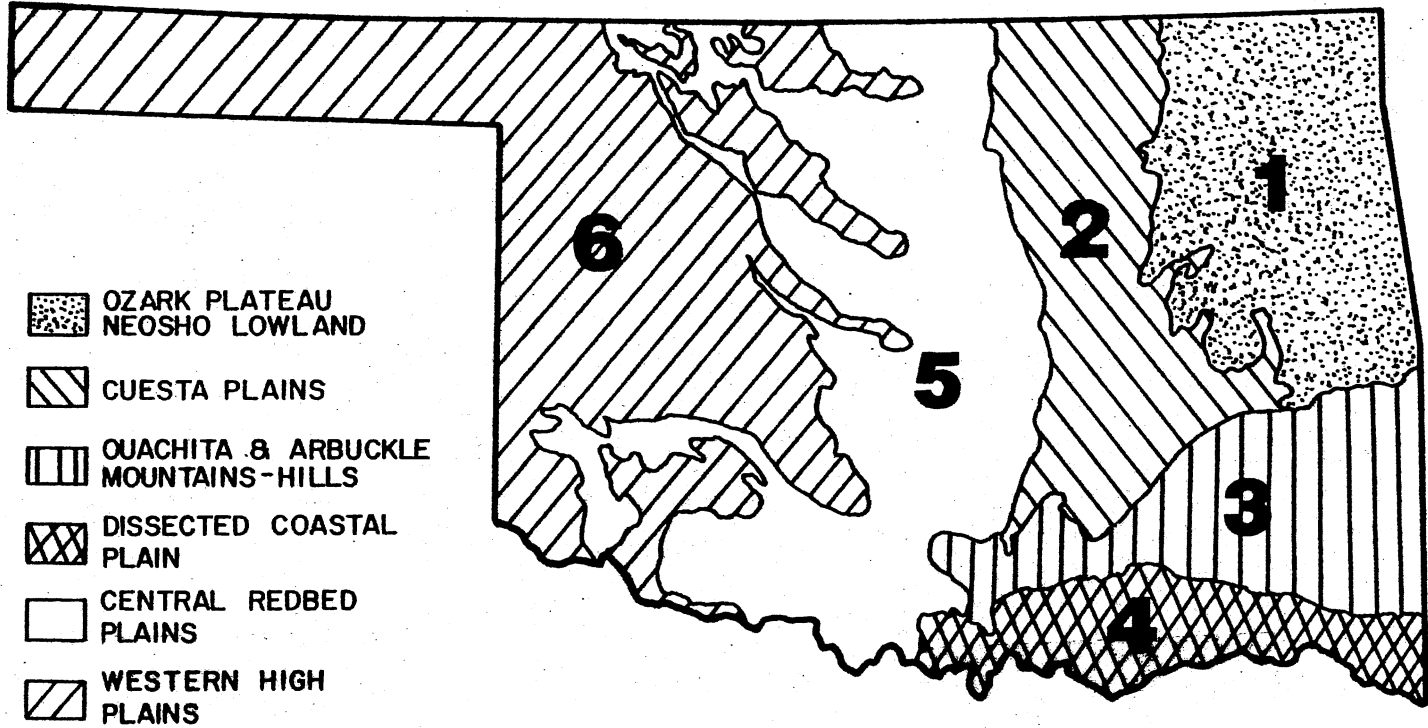 1
2
6
OZARK PLATEAU
NEOSHO LOWLAND
CUESTA PLAINS
5
OUACHITA & ARBUCKLE
MOUNTAINS-HILLS
3
DISSECTED COASTAL
PLAIN
CENTRAL REDBED
PLAINS
4
WESTERN HIGH
PLAINS